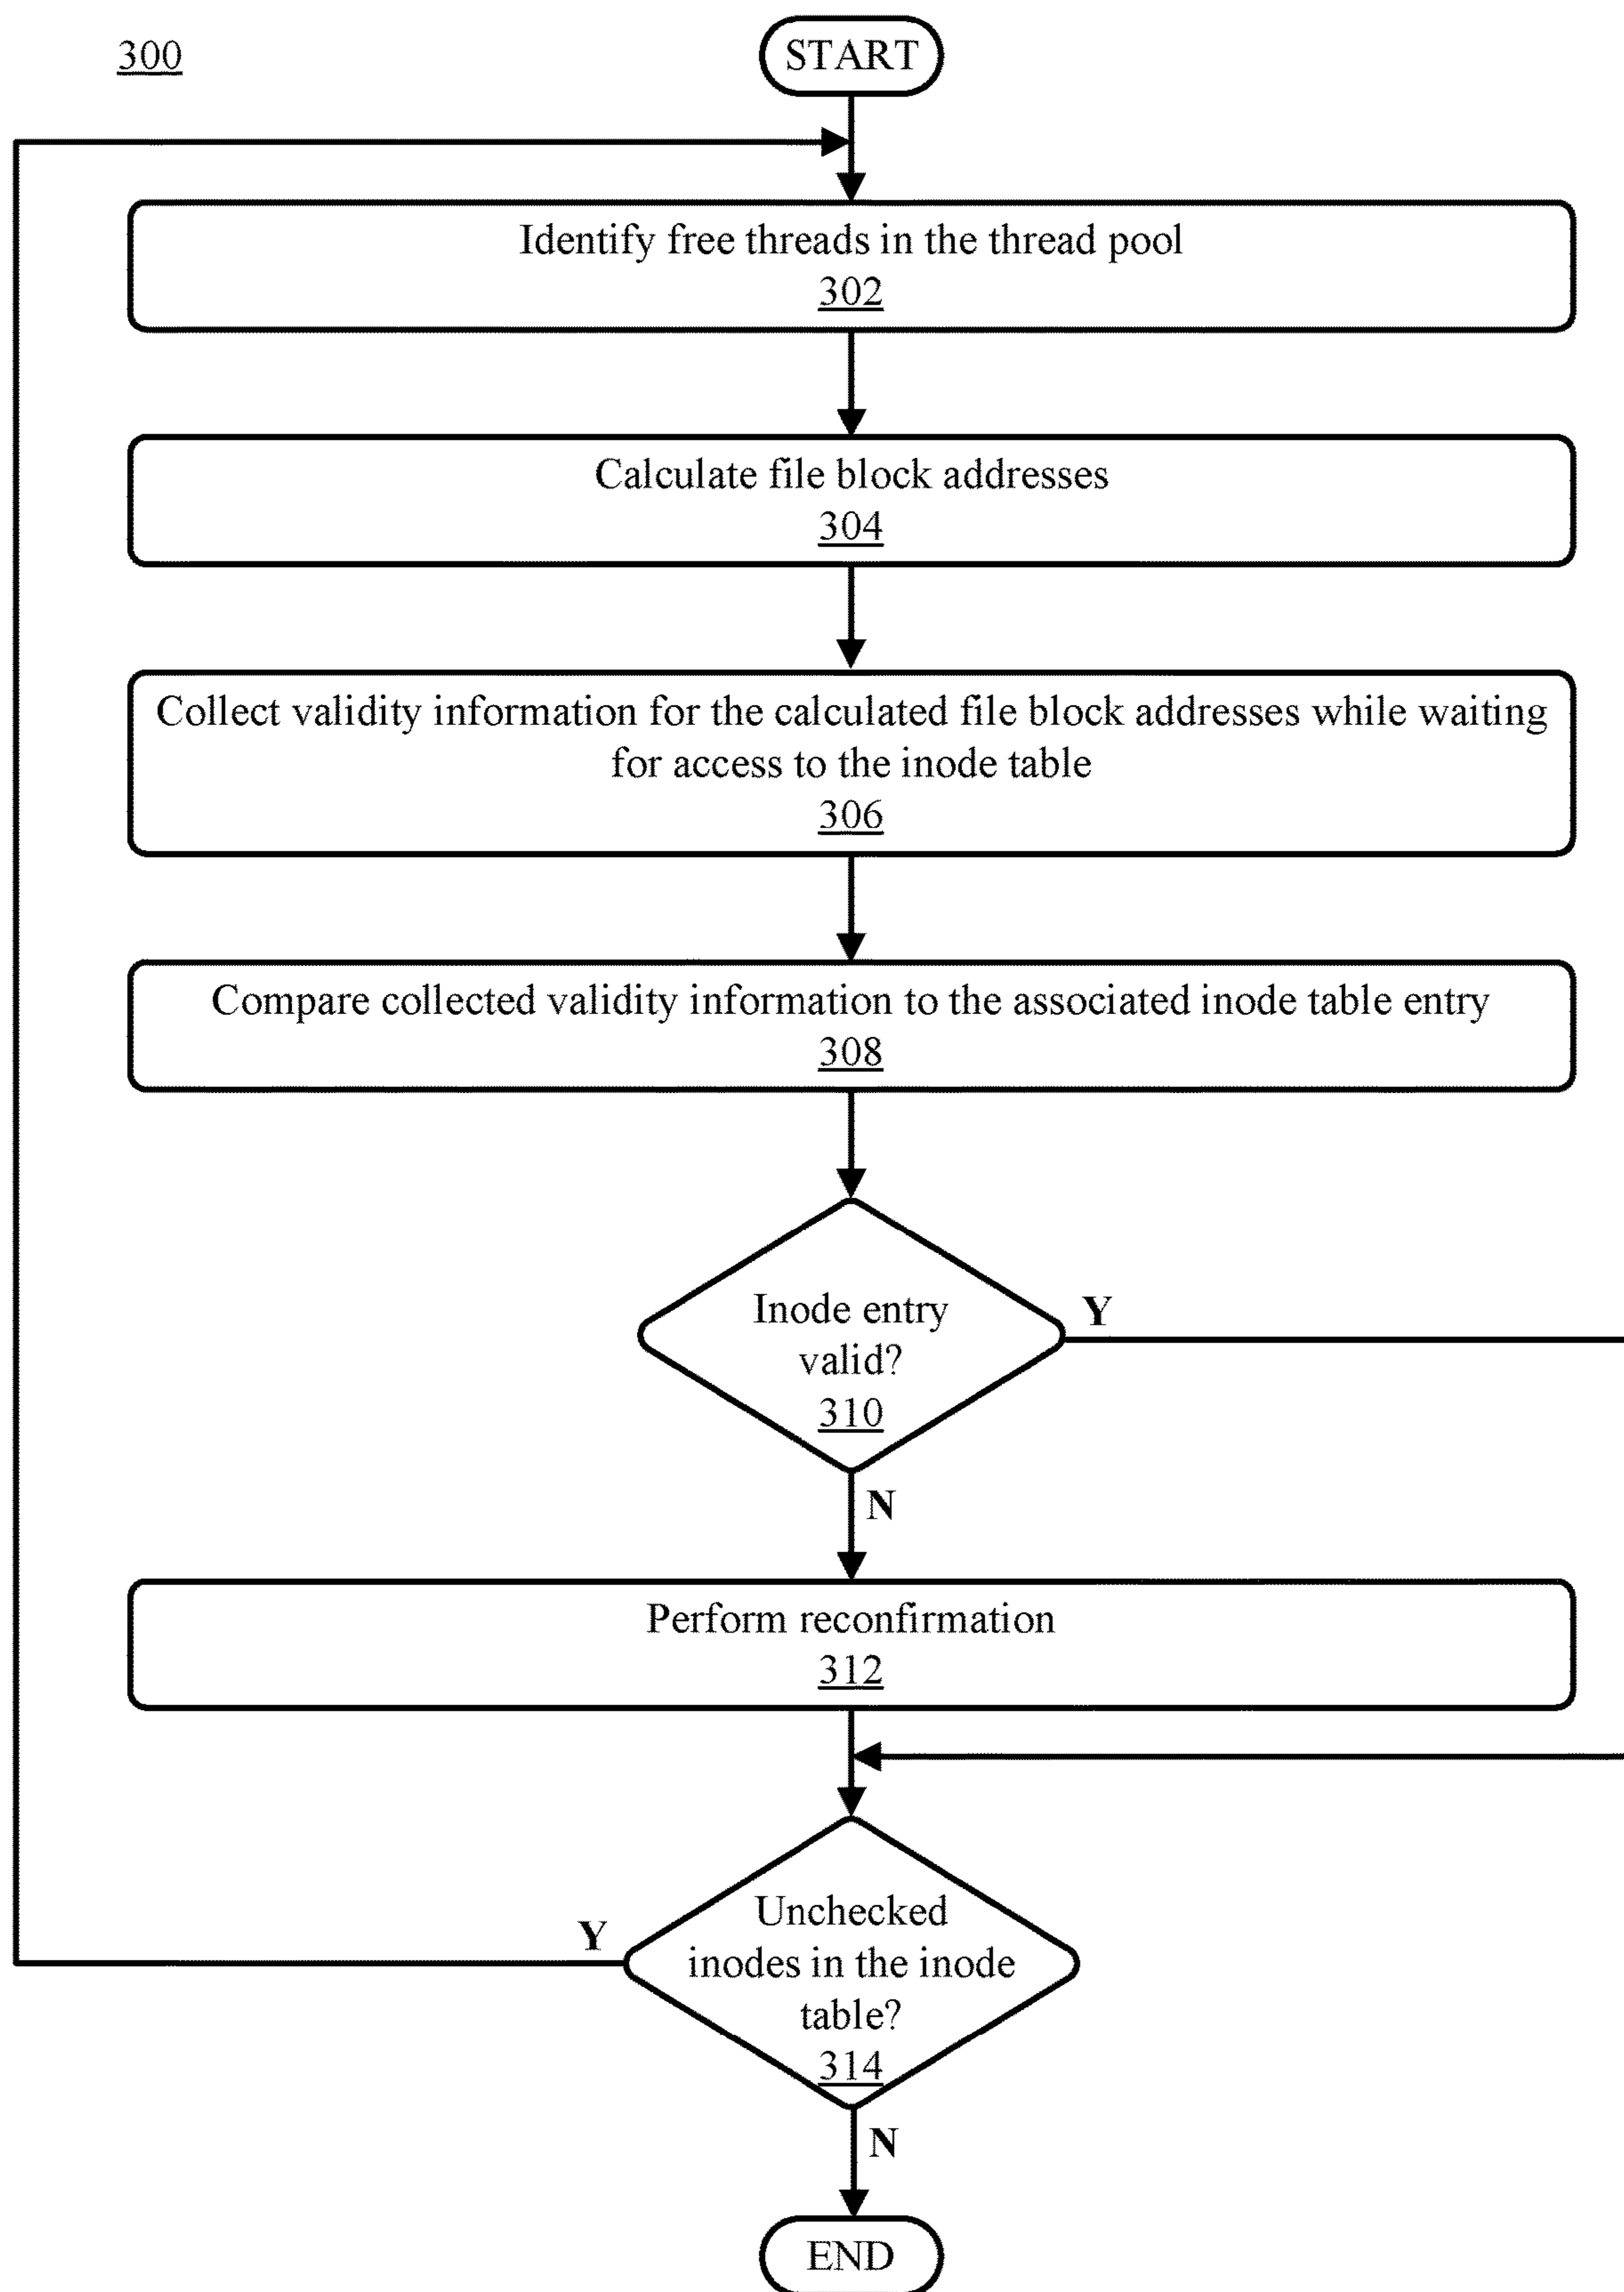 300
START
Identify free threads in the thread pool
302
Calculate file block addresses
304
Collect validity information for the calculated file block addresses while waiting
for access to the inode table
306
Compare collected validity information to the associated inode table entry
308
Inode entry
valid?
310
Y
N
Perform reconfirmation
312
Unchecked
inodes in the inode
table?
314
Y
N
END